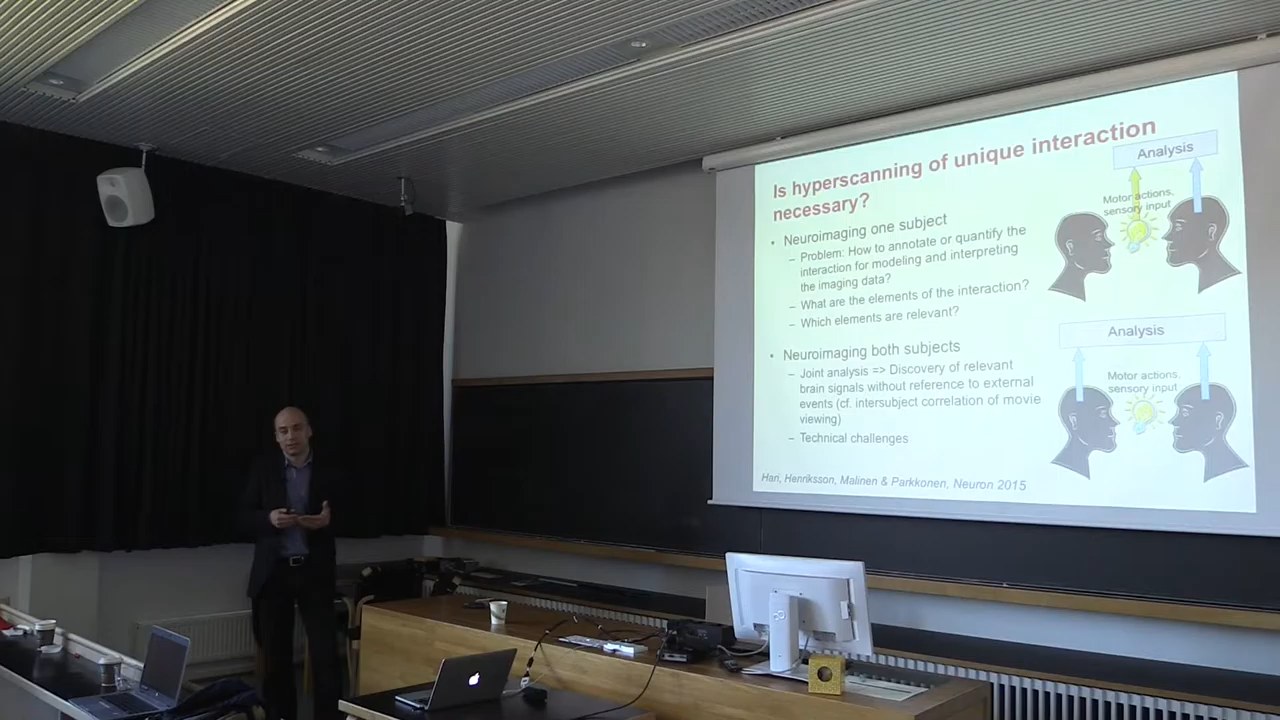 Is hyperscanning of unique interaction
necessary?
• Neuroimaging one subject
– Problem: How to annotate or quantify the
interaction for modeling and interpreting
the imaging data?
– What are the elements of the interaction?
– Which elements are relevant?
• Neuroimaging both subjects
– Joint analysis => Discovery of relevant
brain signals without reference to external
events (cf. intersubject correlation of movie
viewing)
– Technical challenges
Hari, Henriksson, Malinen & Parkkonen, Neuron 2015
Analysis
Motor actions,
sensory input
Analysis
Motor actions,
sensory input